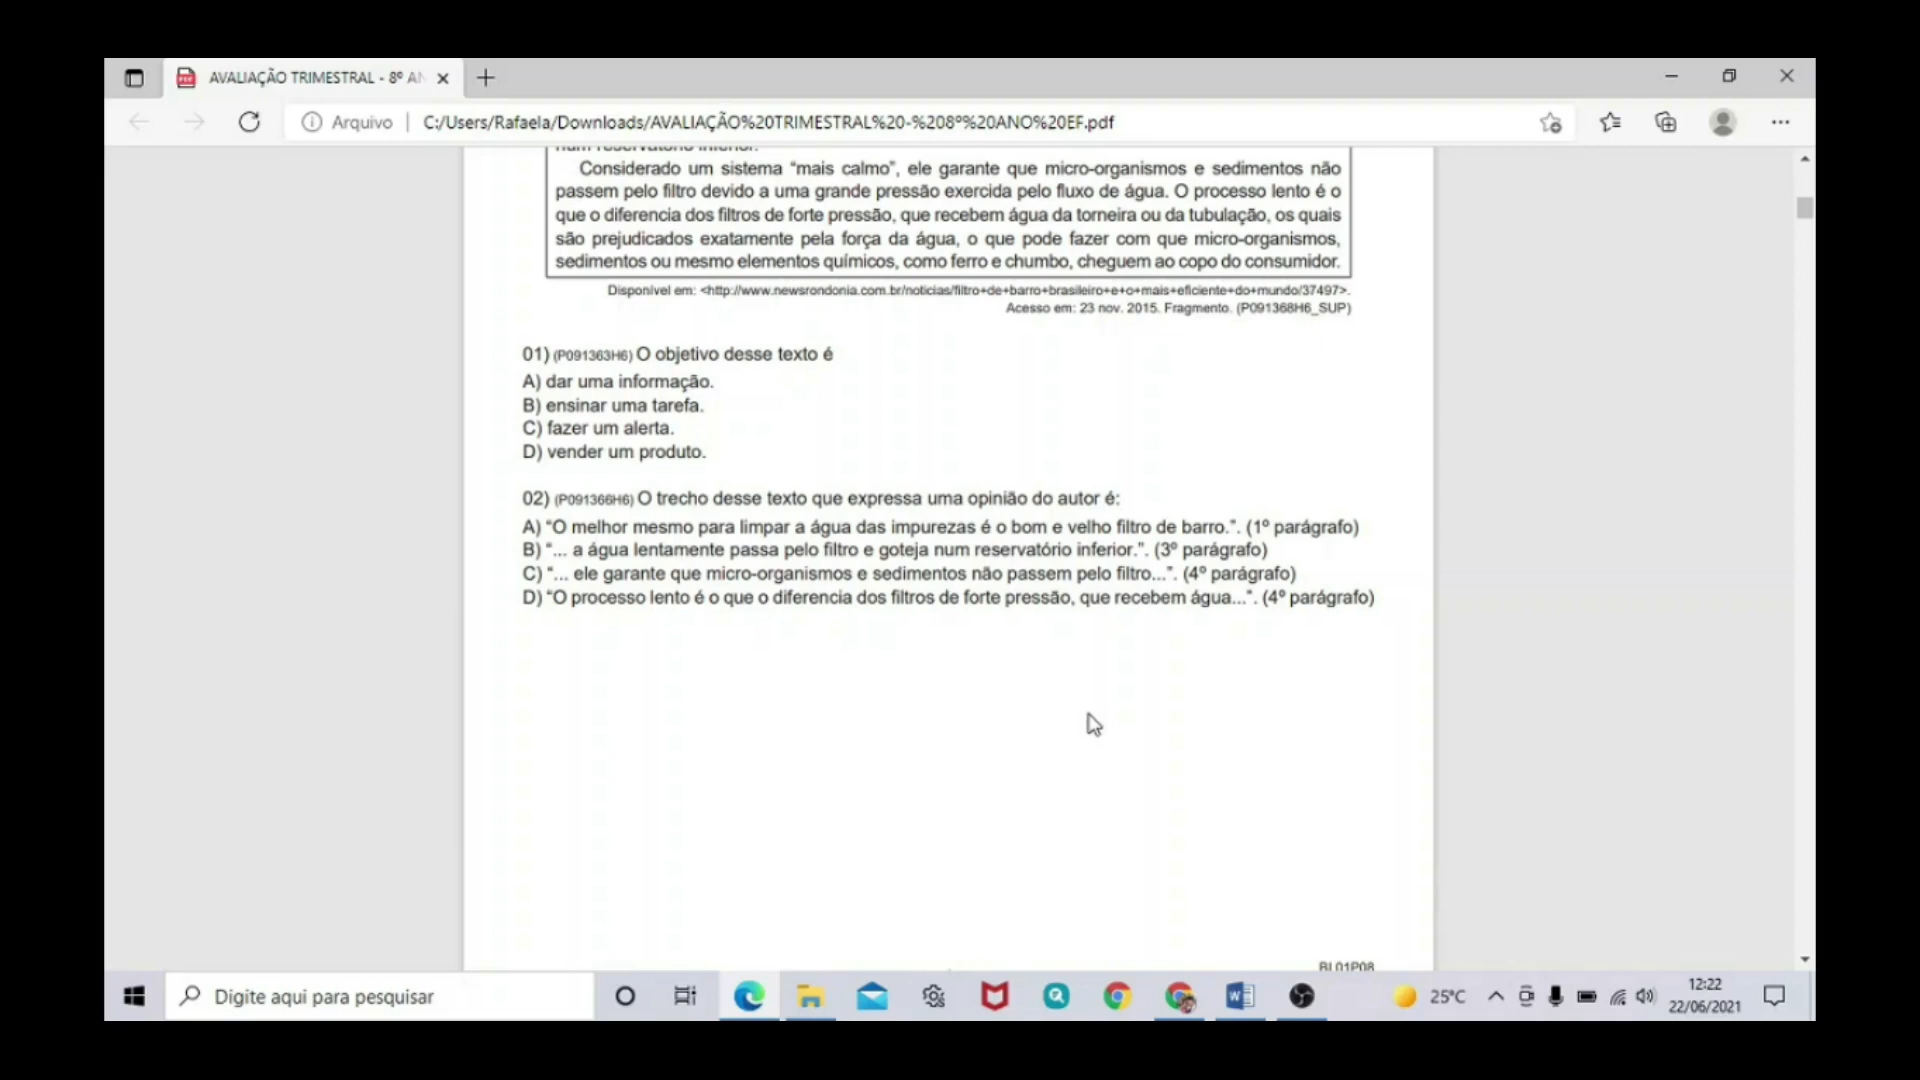 AVALIAÇÃO TRIMESTRAL - 8º AN
Arquivo | C:/Users/Rafaela/Downloads/AVALIAÇÃO%20TRIMESTRAL%20-%208º%20ANO%20EF.pdf
num reservatório inferior.
Considerado um sistema “mais calmo”, ele garante que micro-organismos e sedimentos não
passem pelo filtro devido a uma grande pressão exercida pelo fluxo de água. O processo lento é o
que o diferencia dos filtros de forte pressão, que recebem água da torneira ou da tubulação, os quais
são prejudicados exatamente pela força da água, o que pode fazer com que micro-organismos,
sedimentos ou mesmo elementos químicos, como ferro e chumbo, cheguem ao copo do consumidor.
Disponível em: <http://www.newsrondonia.com.br/noticias/filtro+de+barro+brasileiro+e+o+mais+eficiente+do+mundo/37497>.
Acesso em: 23 nov. 2015. Fragmento. (P091368H6_SUP)
01) (P091363H6) O objetivo desse texto é
A) dar uma informação.
B) ensinar uma tarefa.
C) fazer um alerta.
D) vender um produto.
02) (P091366H6) O trecho desse texto que expressa uma opinião do autor é:
A) “O melhor mesmo para limpar a água das impurezas é o bom e velho filtro de barro.”. (1º parágrafo)
B) “... a água lentamente passa pelo filtro e goteja num reservatório inferior.”. (3º parágrafo)
C) “... ele garante que micro-organismos e sedimentos não passem pelo filtro...”. (4º parágrafo)
D) “O processo lento é o que o diferencia dos filtros de forte pressão, que recebem água...”. (4º parágrafo)
BL01P08
Digite aqui para pesquisar
25°C
12:22
22/06/2021